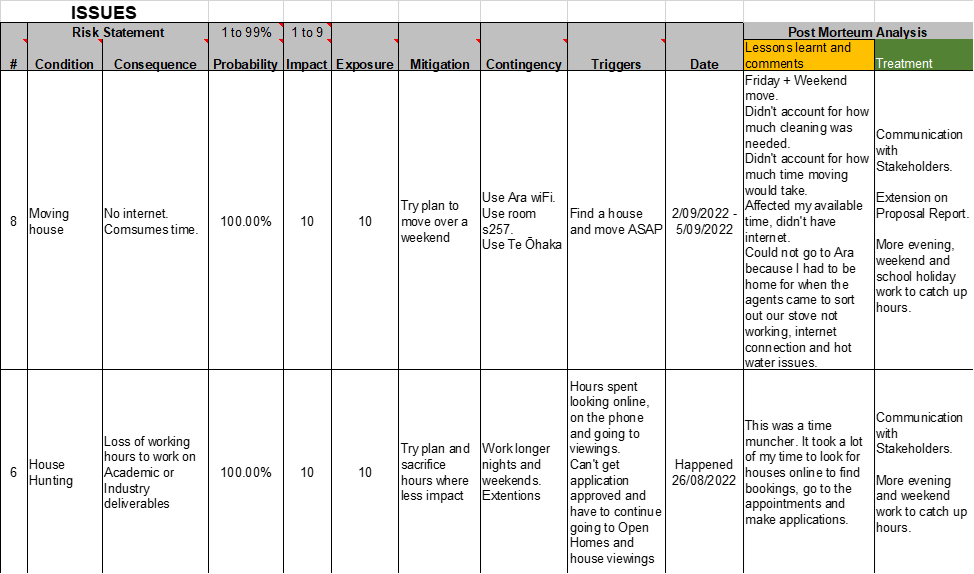 ISSUES
Risk Statement
1 to 99%
1 to 9
Post Morteum Analysis
#
Condition
Consequence
Probability
Impact
Exposure
Mitigation
Contingency
Triggers
Date
Lessons learnt and
comments
Treatment
8
Moving
house
No internet.
Comsumes time.
100.00%
10
10
Try plan to
move over a
weekend
Use Ara wiFi.
Use room
s257.
Use Te Ōhaka
Find a house
and move ASAP
2/09/2022 -
5/09/2022
Friday + Weekend
move.
Didn't account for how
much cleaning was
needed.
Didn't account for how
much time moving
would take.
Affected my available
time, didn't have
internet.
Could not go to Ara
because I had to be
home for when the
agents came to sort
out our stove not
working, internet
connection and hot
water issues.
Communication
with
Stakeholders.
Extension on
Proposal Report.
More evening,
weekend and
school holiday
work to catch up
hours.
6
House
Hunting
Loss of working
hours to work on
Academic or
Industry
deliverables
100.00%
10
10
Try plan and
sacrifice
hours where
less impact
Work longer
nights and
weekends.
Extentions
Hours spent
looking online,
on the phone
and going to
viewings.
Can't get
application
approved and
have to continue
going to Open
Homes and
house viewings
Happened
26/08/2022
This was a time
muncher. It took a lot
of my time to look for
houses online to find
bookings, go to the
appointments and
make applications.
Communication
with
Stakeholders.
More evening
and weekend
work to catch up
hours.